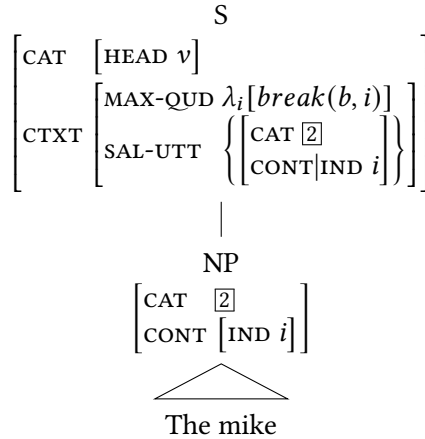 S
CAT [HEAD v]
CTXT [MAX-QUD λi[break(b, i)]
SAL-UTT {[CAT 2
CONT|IND i]}]
NP
[CAT 2
CONT [IND i]]
The mike